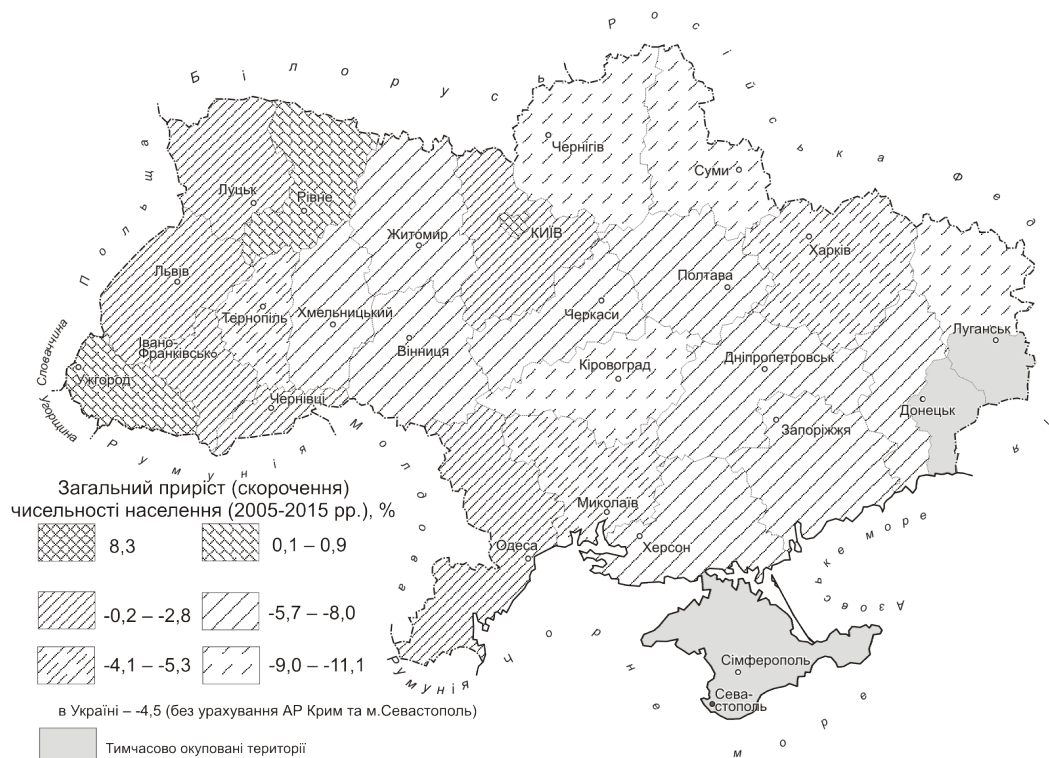 Російська Федерація
Білорусь
Польща
Словаччина
Угорщина
Румунія
Молдова
Румунія
Чорне море
Азовське море
Чернігів
Суми
Луцьк
Рівне
КИЇВ
Житомир
Харків
Львів
Полтава
Тернопіль
Хмельницький
Черкаси
Луганськ
Івано-
Франківськ
Вінниця
Кіровоград
Дніпропетровськ
Ужгород
Чернівці
Донецьк
Запоріжжя
Миколаїв
Одеса
Херсон
Сімферополь
Сева-
стополь
Загальний приріст (скорочення)
чисельності населення (2005-2015 рр.), %
8,3
0,1 – 0,9
-0,2 – -2,8
-5,7 – -8,0
-4,1 – -5,3
-9,0 – -11,1
в Україні – -4,5 (без урахування АР Крим та м.Севастополь)
Тимчасово окуповані території